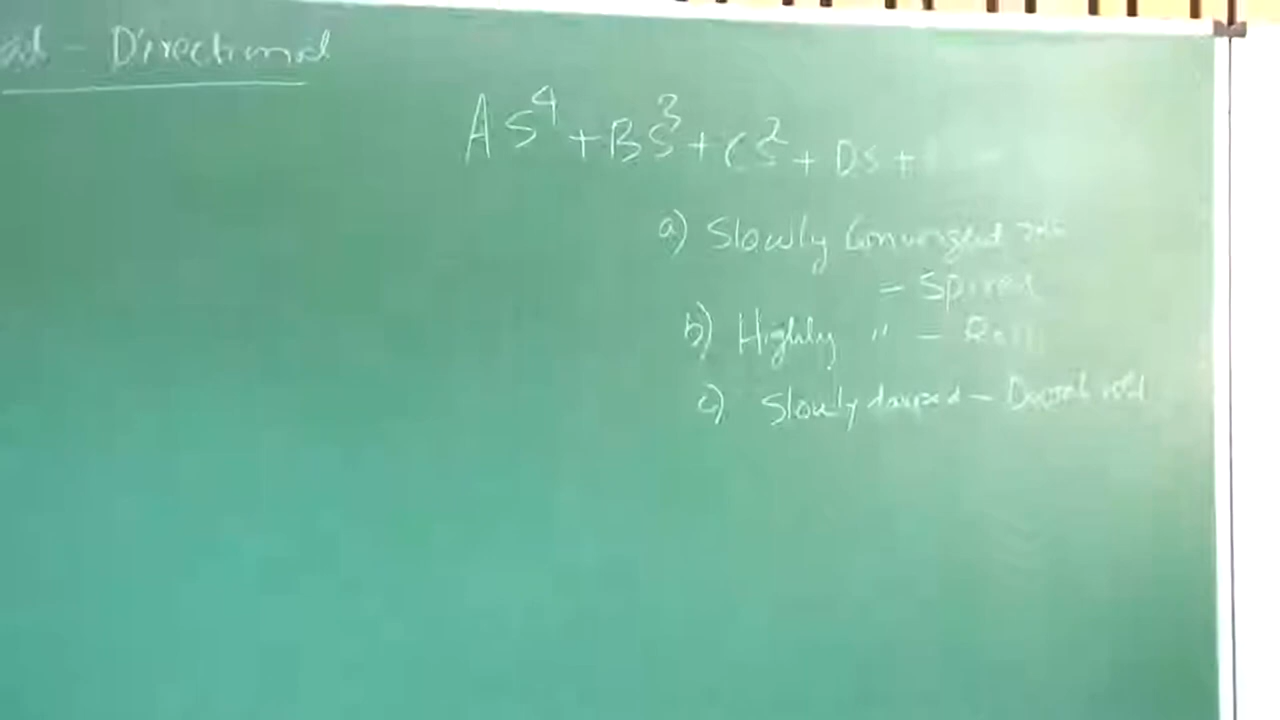 - Directional
AS⁴ + BS³ + CS² + DS +
a) Slowly Converged
= Spiral
b) Highly " - Roll
c) Slowly damped - Dutch roll